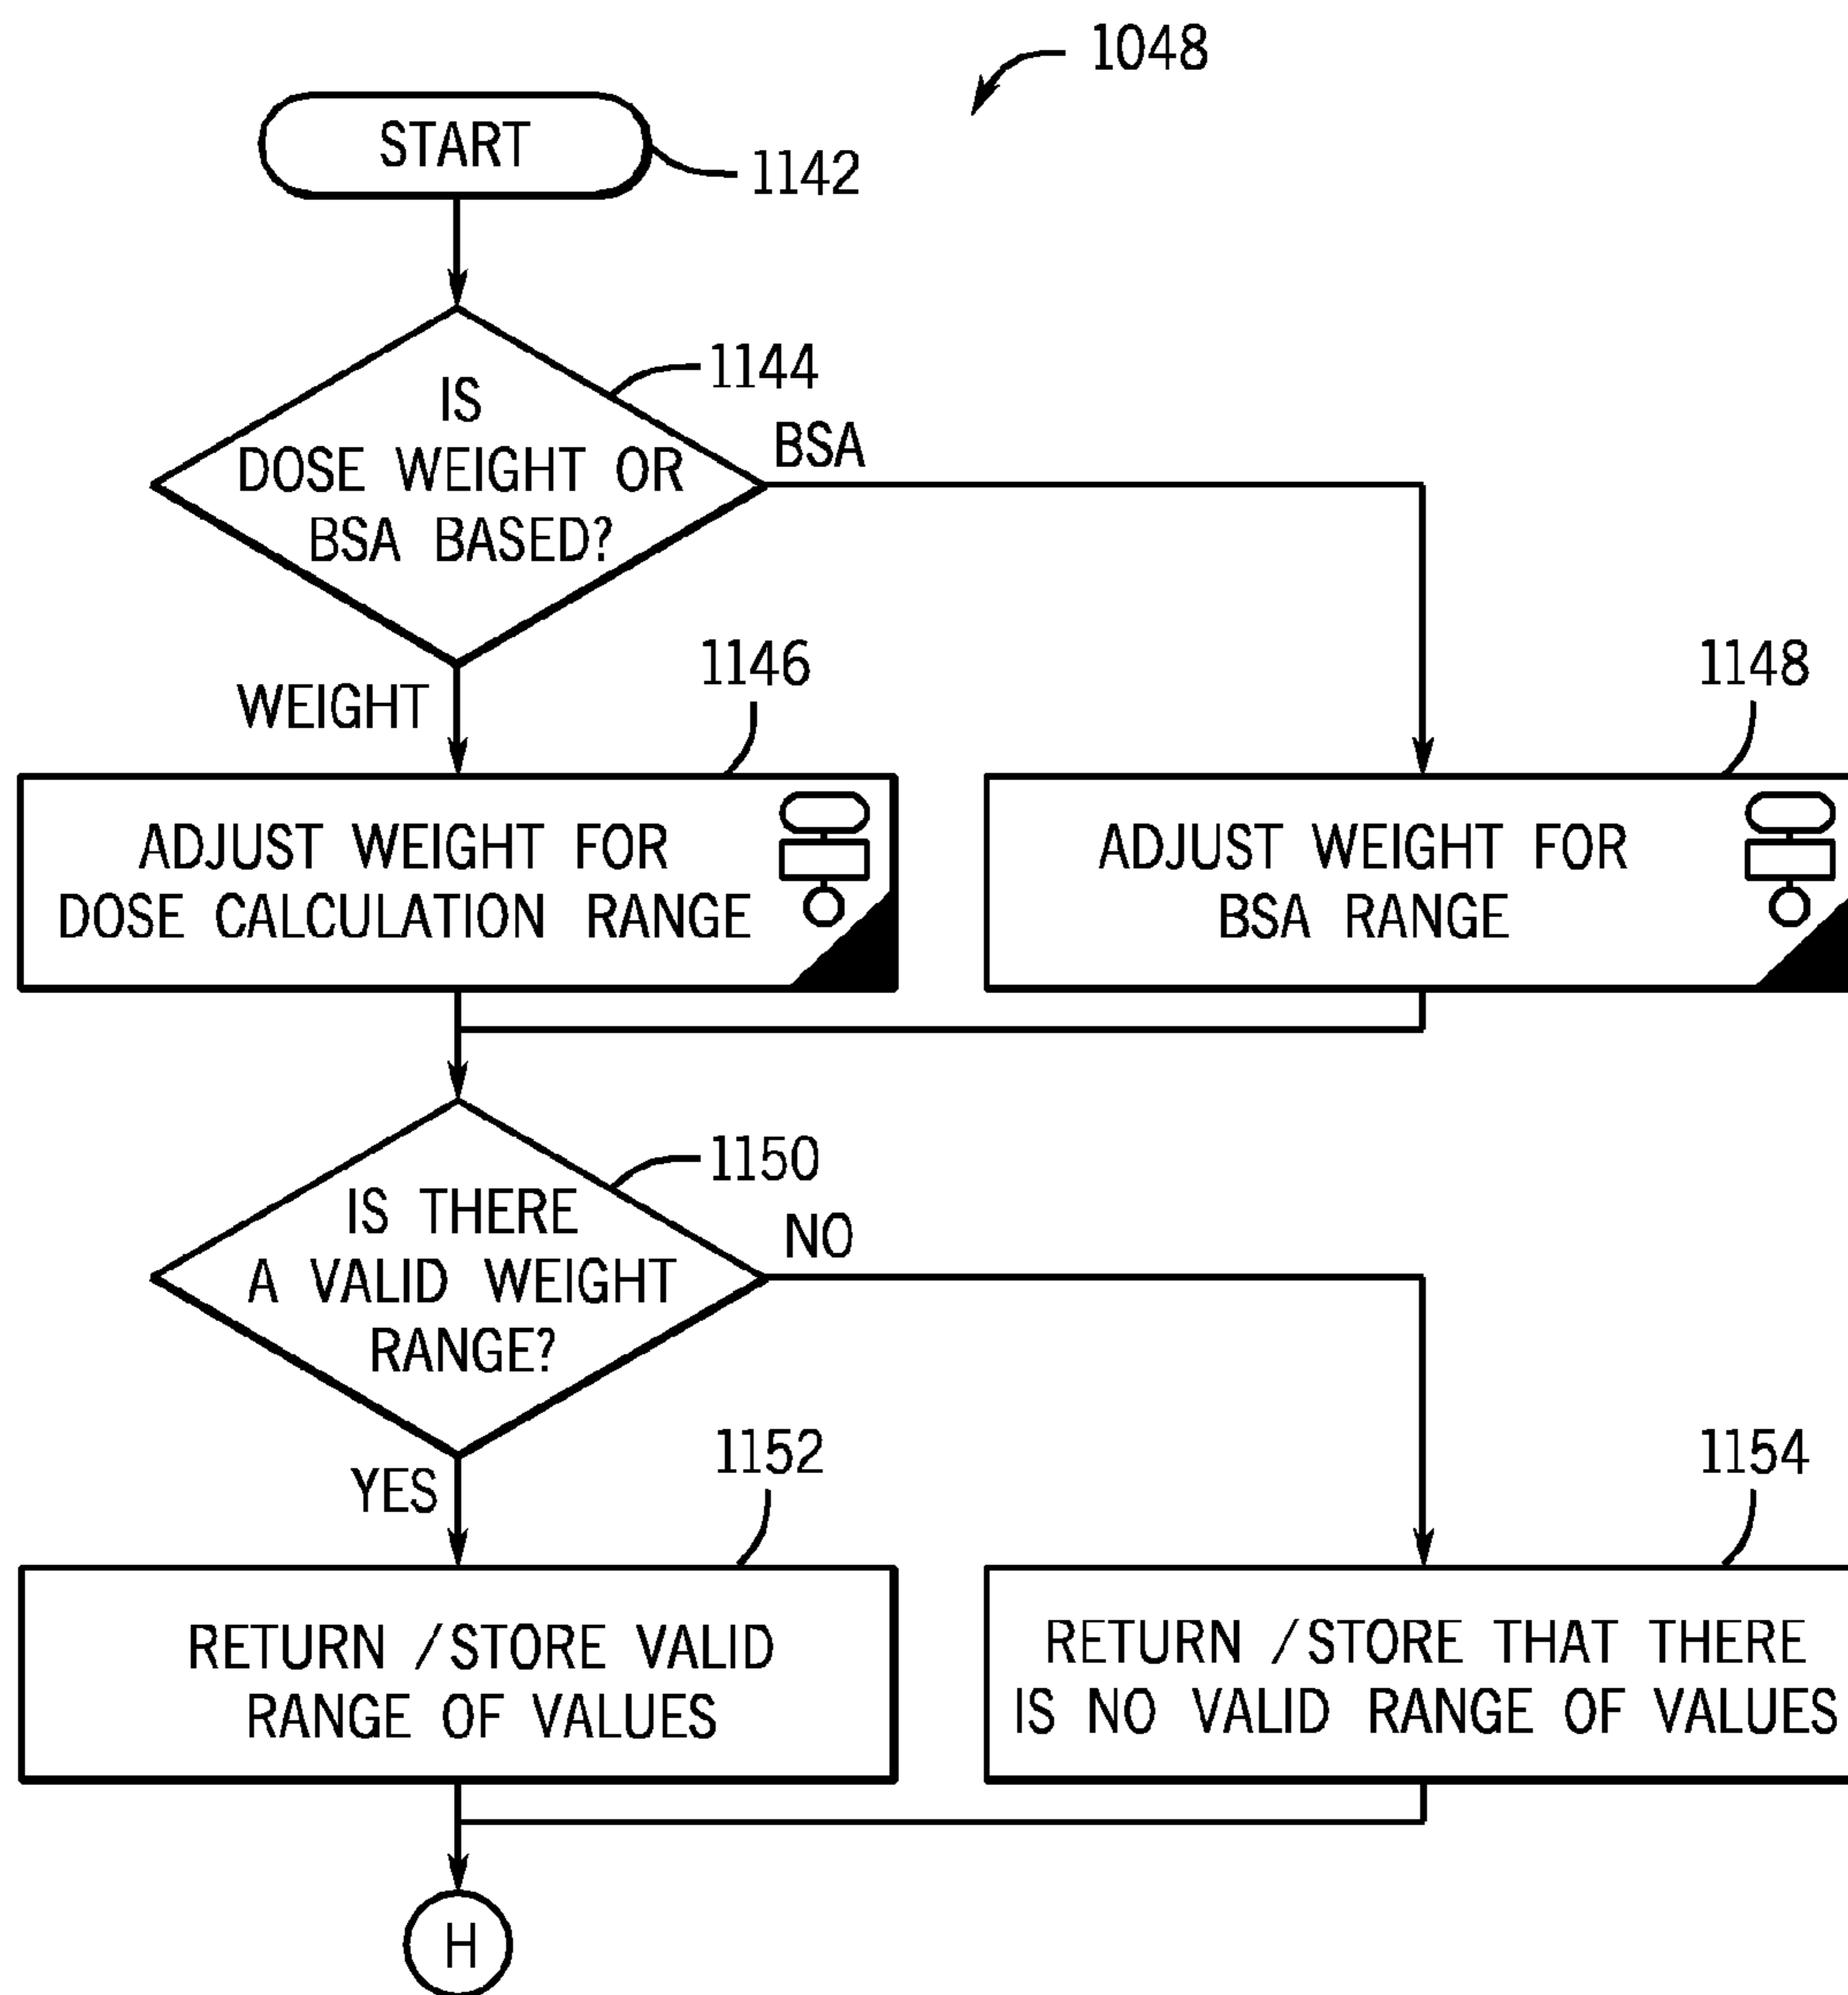 1048
START
1142
1144
IS
DOSE WEIGHT OR
BSA BASED?
BSA
WEIGHT
1146
1148
ADJUST WEIGHT FOR
DOSE CALCULATION RANGE
ADJUST WEIGHT FOR
BSA RANGE
1150
IS THERE
A VALID WEIGHT
RANGE?
NO
YES
1152
1154
RETURN /STORE VALID
RANGE OF VALUES
RETURN /STORE THAT THERE
IS NO VALID RANGE OF VALUES
H